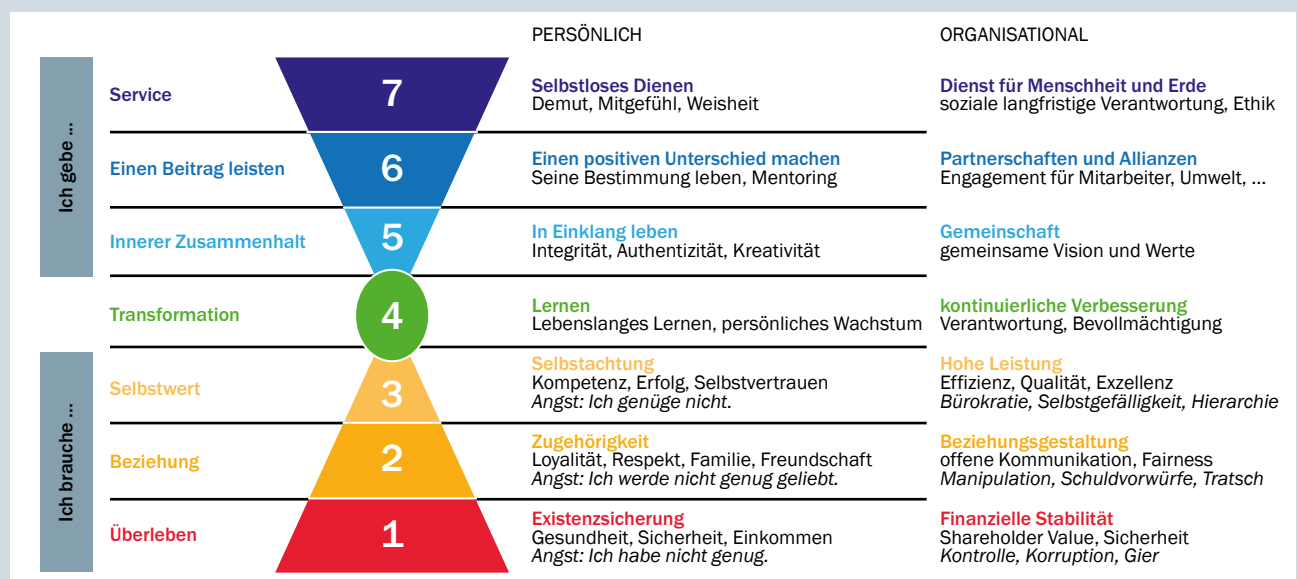 PERSÖNLICH
ORGANISATIONAL
Ich gebe ...
Service
7
Selbstloses Dienen
Demut, Mitgefühl, Weisheit
Dienst für Menschheit und Erde
soziale langfristige Verantwortung, Ethik
Einen Beitrag leisten
6
Einen positiven Unterschied machen
Seine Bestimmung leben, Mentoring
Partnerschaften und Allianzen
Engagement für Mitarbeiter, Umwelt, ...
Innerer Zusammenhalt
5
In Einklang leben
Integrität, Authentizität, Kreativität
Gemeinschaft
gemeinsame Vision und Werte
Transformation
4
Lernen
Lebenslanges Lernen, persönliches Wachstum
kontinuierliche Verbesserung
Verantwortung, Bevollmächtigung
Ich brauche ...
Selbstwert
3
Selbstachtung
Kompetenz, Erfolg, Selbstvertrauen
Angst: Ich genüge nicht.
Hohe Leistung
Effizienz, Qualität, Exzellenz
Bürokratie, Selbstgefälligkeit, Hierarchie
Beziehung
2
Zugehörigkeit
Loyalität, Respekt, Familie, Freundschaft
Angst: Ich werde nicht genug geliebt.
Beziehungsgestaltung
offene Kommunikation, Fairness
Manipulation, Schuldvorwürfe, Tratsch
Überleben
1
Existenzsicherung
Gesundheit, Sicherheit, Einkommen
Angst: Ich habe nicht genug.
Finanzielle Stabilität
Shareholder Value, Sicherheit
Kontrolle, Korruption, Gier